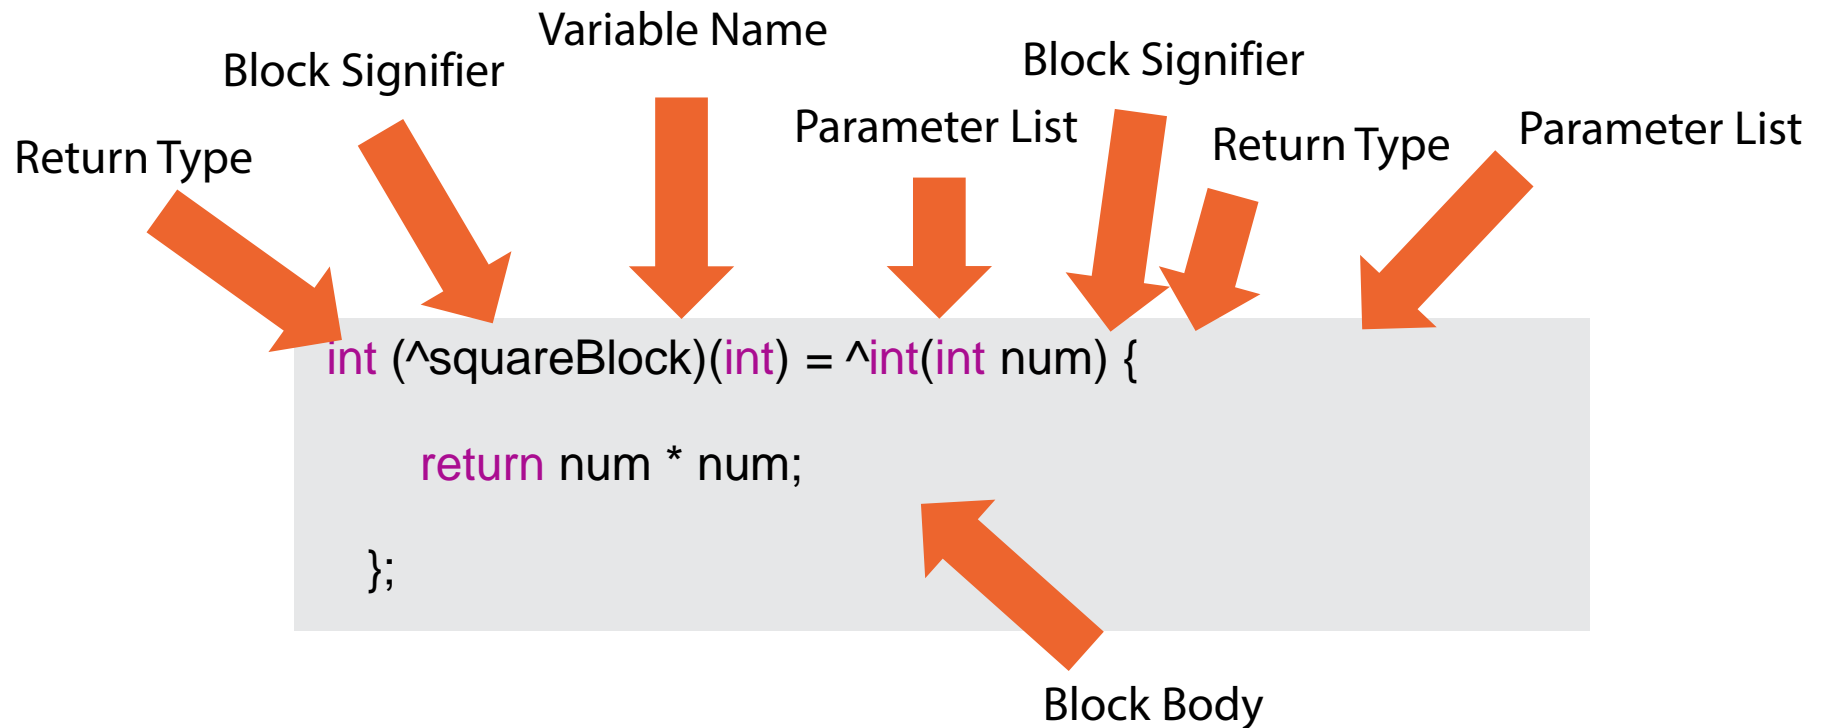 Variable Name
Block Signifier
Block Signifier
Parameter List
Parameter List
Return Type
Return Type
int (^squareBlock)(int) = ^int(int num) {
return num * num;
};
Block Body